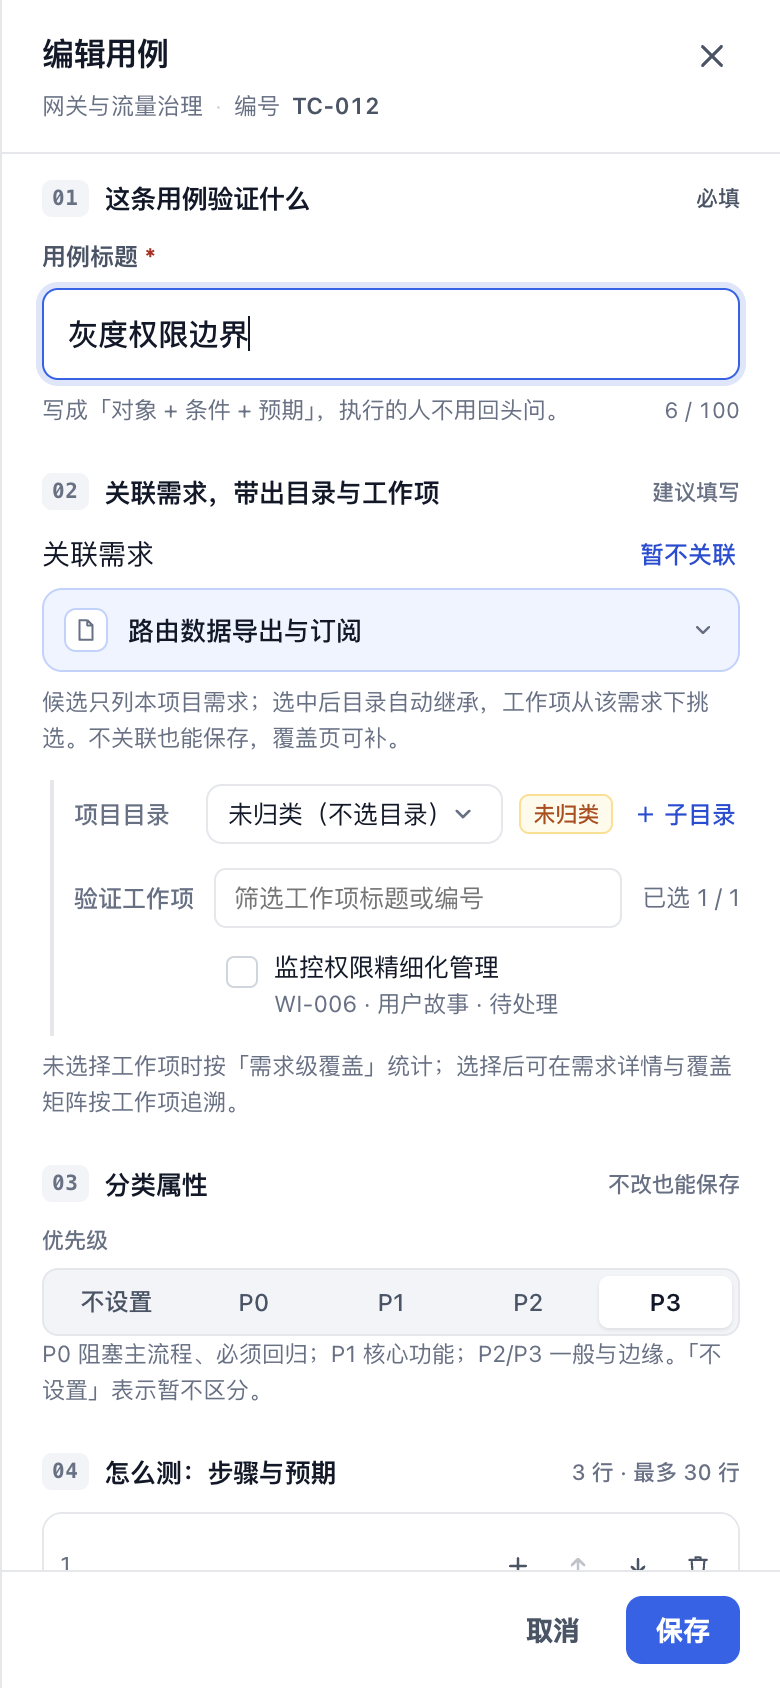 编辑用例
网关与流量治理 · 编号 TC-012
01 这条用例验证什么 必填
用例标题 *
灰度权限边界
写成「对象 + 条件 + 预期」，执行的人不用回头问。 6 / 100
02 关联需求，带出目录与工作项 建议填写
关联需求 暂不关联
路由数据导出与订阅
候选只列本项目需求；选中后目录自动继承，工作项从该需求下挑
选。不关联也能保存，覆盖页可补。
项目目录 未归类（不选目录） 未归类 + 子目录
验证工作项 筛选工作项标题或编号 已选 1 / 1
监控权限精细化管理
WI-006 · 用户故事 · 待处理
未选择工作项时按「需求级覆盖」统计；选择后可在需求详情与覆盖
矩阵按工作项追溯。
03 分类属性 不改也能保存
优先级
不设置 P0 P1 P2 P3
P0 阻塞主流程、必须回归；P1 核心功能；P2/P3 一般与边缘。「不
设置」表示暂不区分。
04 怎么测：步骤与预期 3 行 · 最多 30 行
1
取消 保存